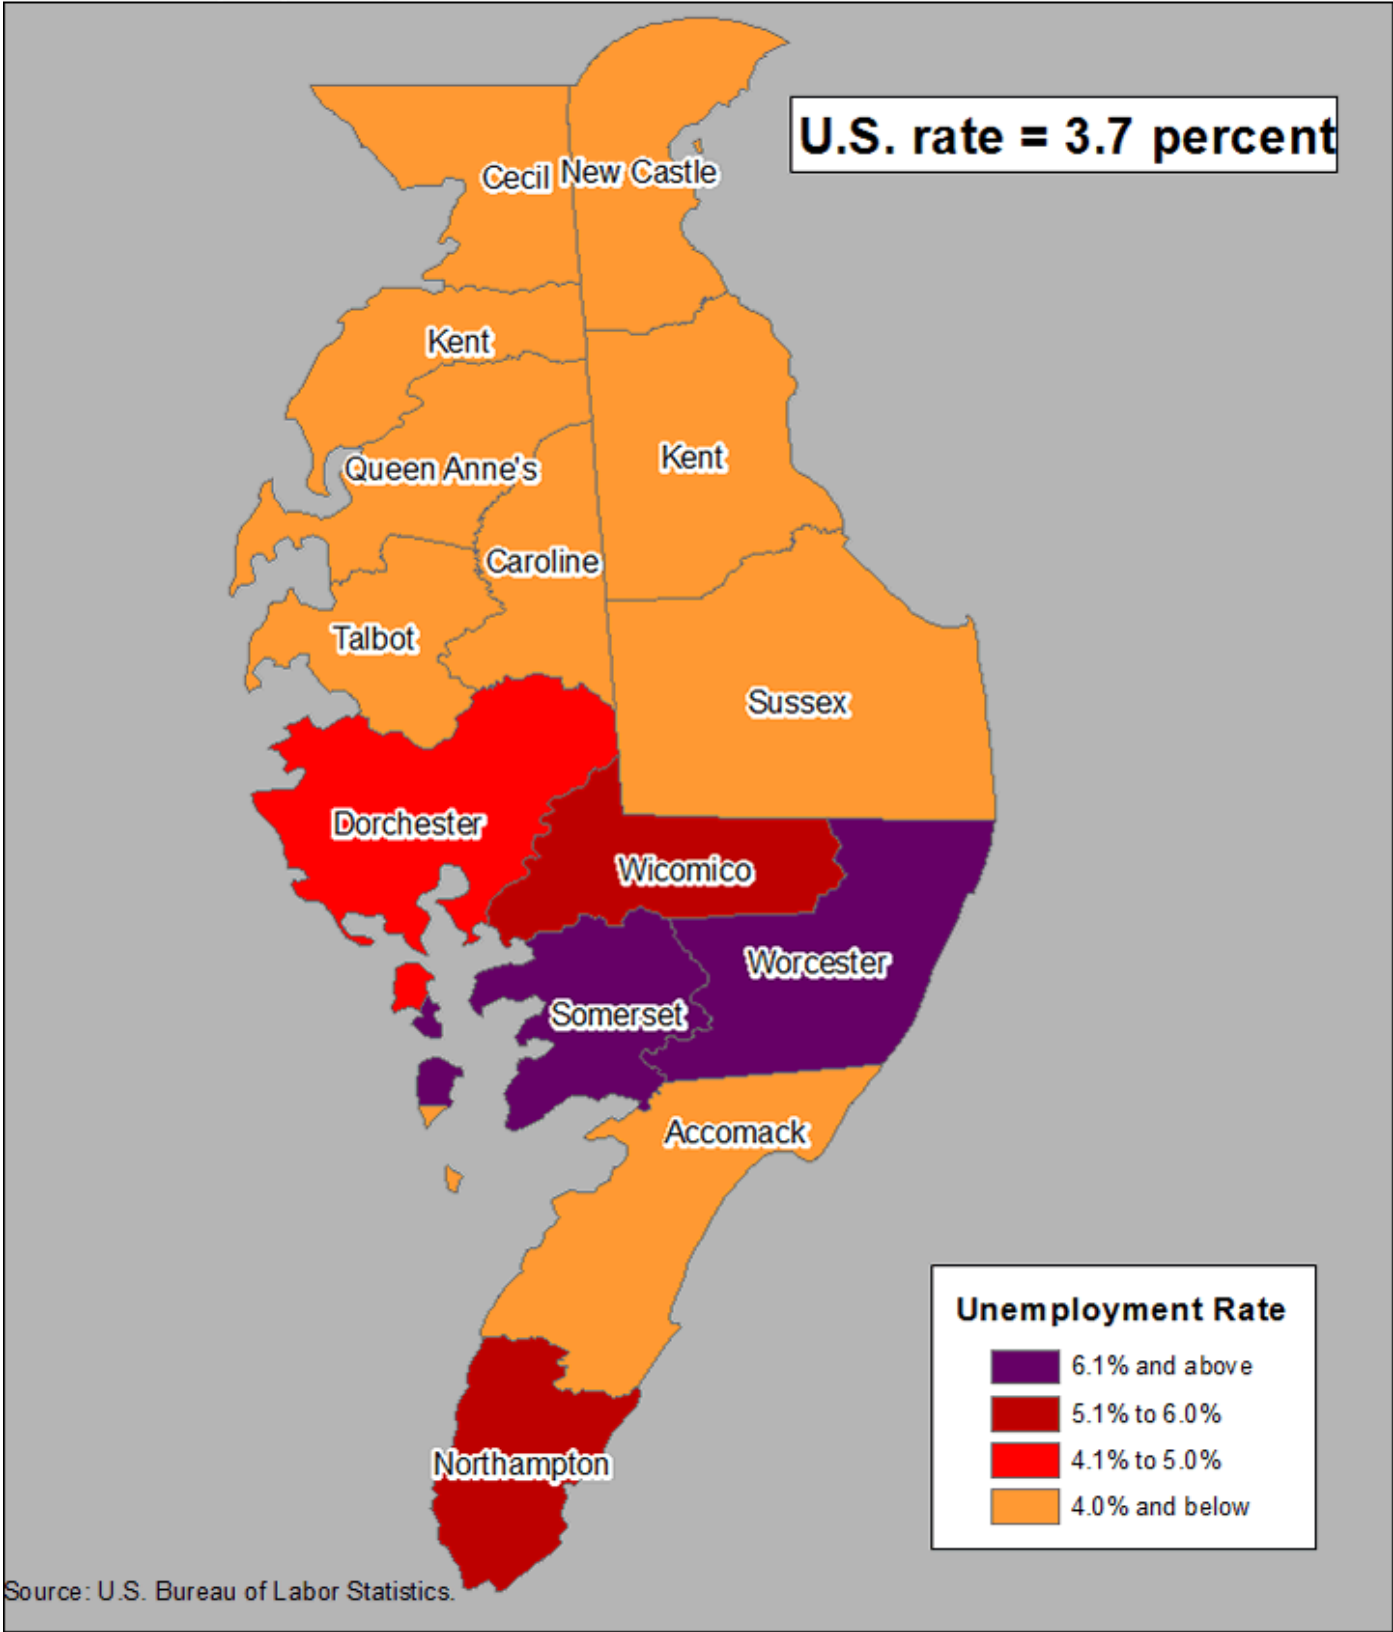 U.S. rate = 3.7 percent
Cecil
New Castle
Kent
Kent
Queen Anne's
Caroline
Talbot
Sussex
Dorchester
Wicomico
Worcester
Somerset
Accomack
Northampton
Unemployment Rate
6.1% and above
5.1% to 6.0%
4.1% to 5.0%
4.0% and below
Source: U.S. Bureau of Labor Statistics.